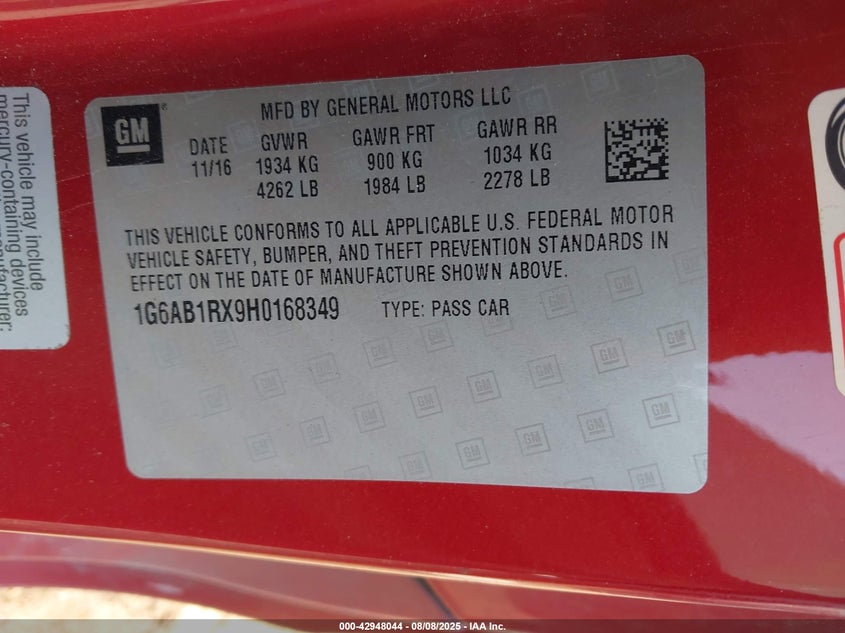 This vehicle may include
mercury-containing devices
manufacturer:
GM
MFD BY GENERAL MOTORS LLC
DATE GVWR GAWR FRT GAWR RR
11/16 1934 KG 900 KG 1034 KG
4262 LB 1984 LB 2278 LB
THIS VEHICLE CONFORMS TO ALL APPLICABLE U.S. FEDERAL MOTOR
VEHICLE SAFETY, BUMPER, AND THEFT PREVENTION STANDARDS IN
EFFECT ON THE DATE OF MANUFACTURE SHOWN ABOVE.
1G6AB1RX9H0168349 TYPE: PASS CAR
000-42948044 - 08/08/2025 - IAA Inc.